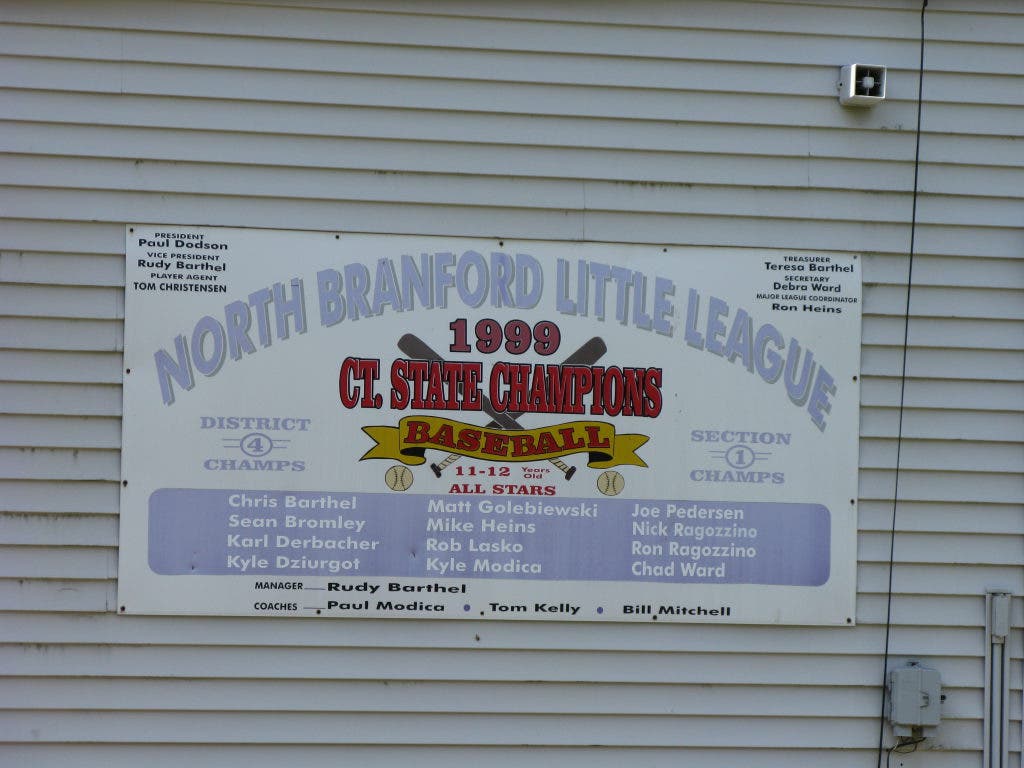 PRESIDENT
Paul Dodson
VICE PRESIDENT
Rudy Barthel
PLAYER AGENT
TOM CHRISTENSEN
TREASURER
Teresa Barthel
SECRETARY
Debra Ward
MAJOR LEAGUE COORDINATOR
Ron Heins
NORTH BRANFORD LITTLE LEAGUE
1999
CT. STATE CHAMPIONS
BASEBALL
11-12 Years Old
ALL STARS
DISTRICT
4
CHAMPS
SECTION
1
CHAMPS
Chris Barthel
Sean Bromley
Karl Derbacher
Kyle Dziurgot
Matt Golebiewski
Mike Heins
Rob Lasko
Kyle Modica
Joe Pedersen
Nick Ragozzino
Ron Ragozzino
Chad Ward
MANAGER Rudy Barthel
COACHES Paul Modica • Tom Kelly • Bill Mitchell